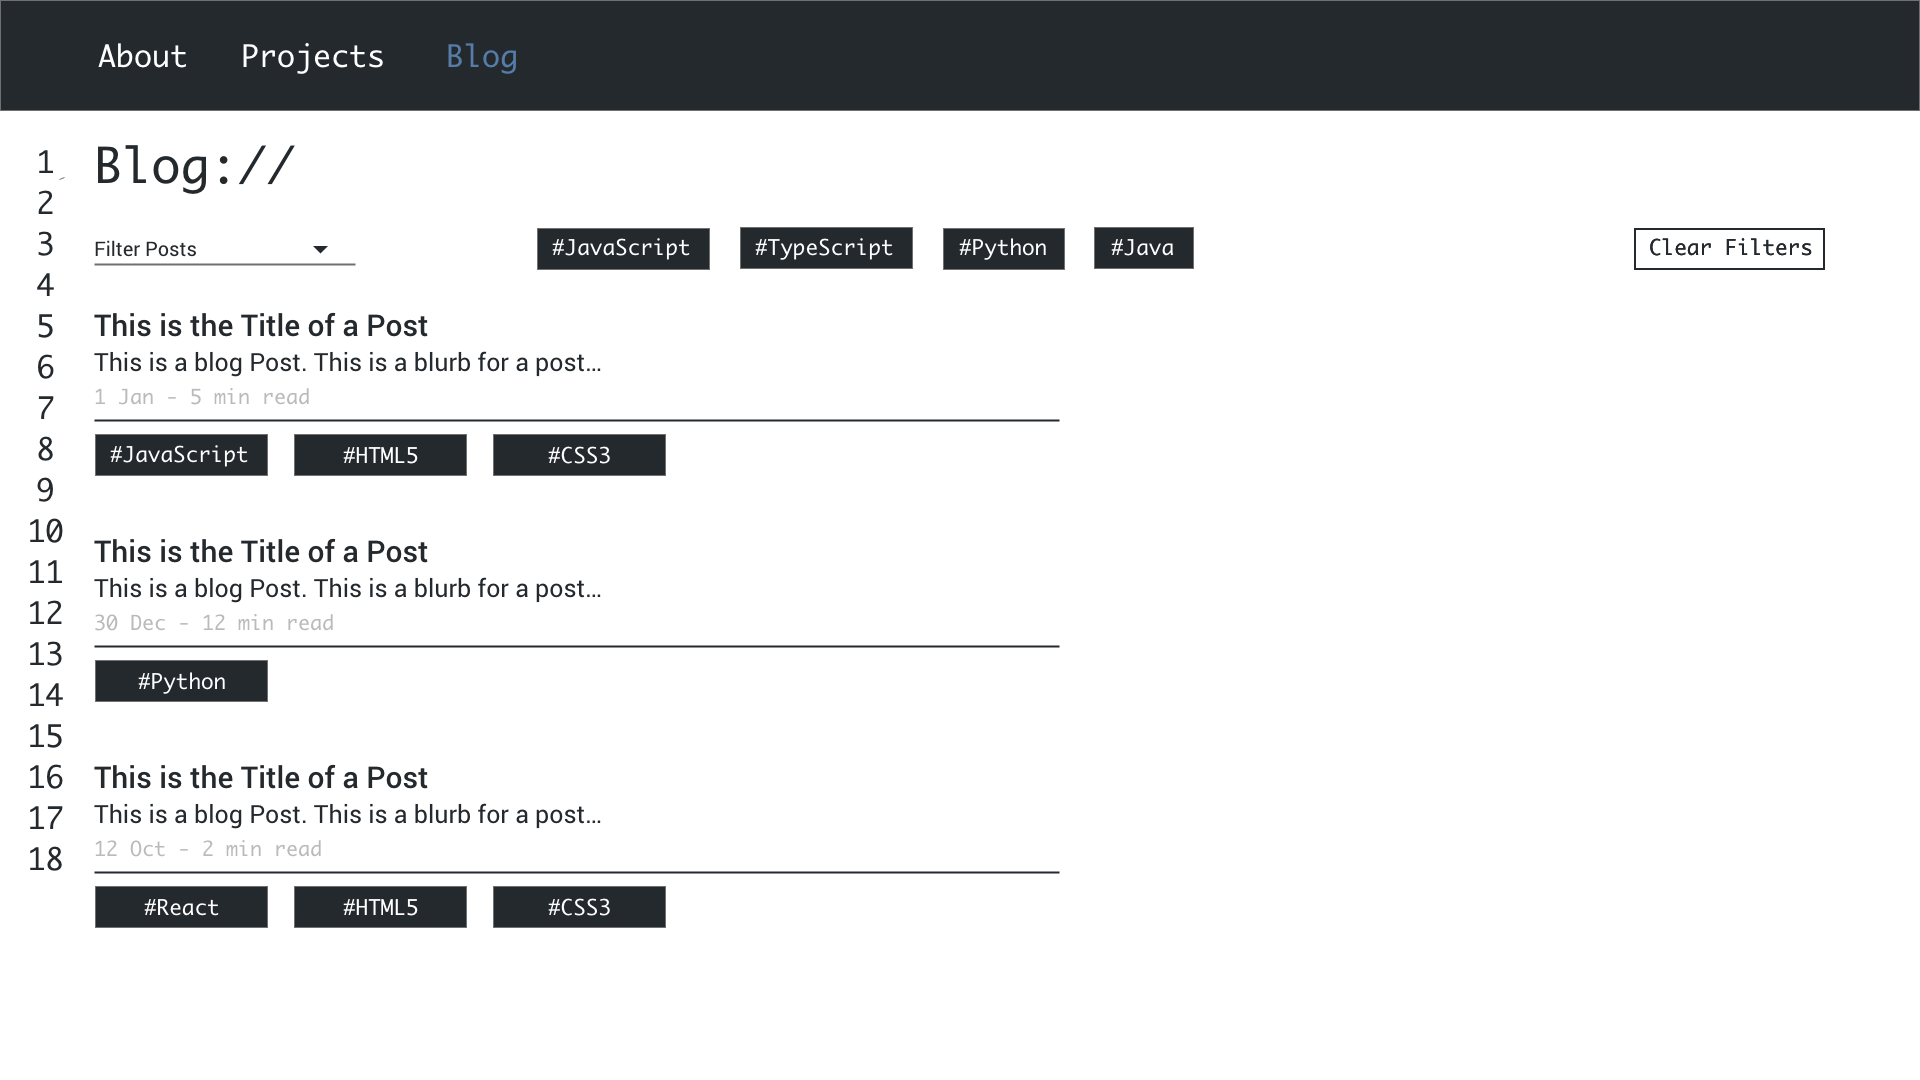 About Projects Blog
1 Blog://
2
3 Filter Posts #JavaScript #TypeScript #Python #Java Clear Filters
4
5 This is the Title of a Post
6 This is a blog Post. This is a blurb for a post...
7 1 Jan - 5 min read
8 #JavaScript #HTML5 #CSS3
9
10 This is the Title of a Post
11 This is a blog Post. This is a blurb for a post...
12 30 Dec - 12 min read
13
14 #Python
15
16 This is the Title of a Post
17 This is a blog Post. This is a blurb for a post...
18 12 Oct - 2 min read
#React #HTML5 #CSS3